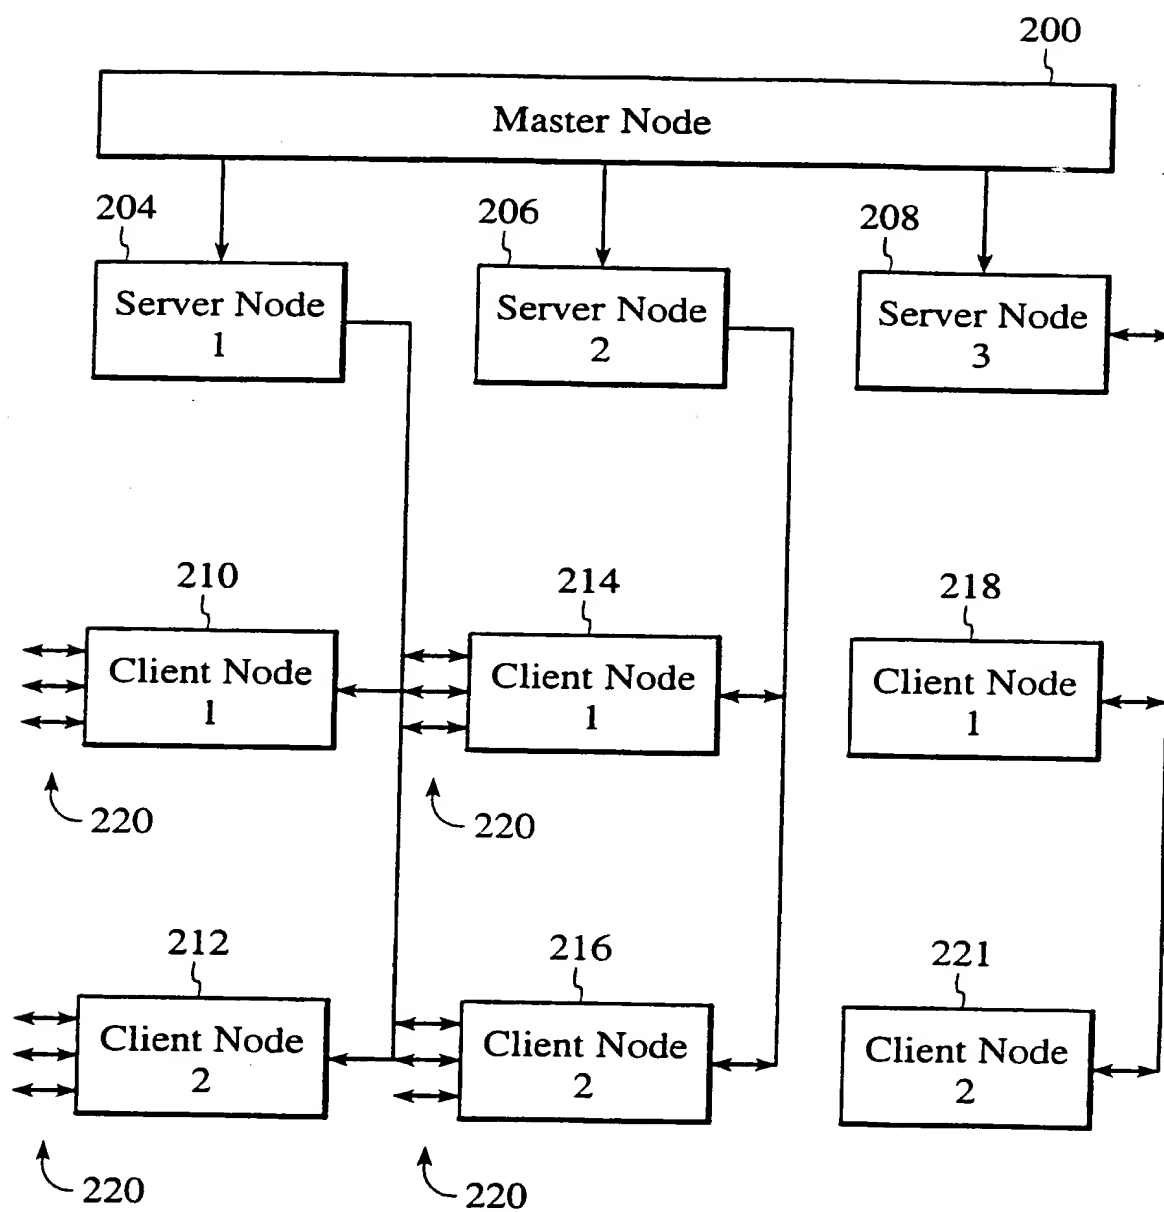 200
Master Node
204
206
208
Server Node
1
Server Node
2
Server Node
3
210
214
218
Client Node
1
Client Node
1
Client Node
1
220
220
212
216
221
Client Node
2
Client Node
2
Client Node
2
220
220